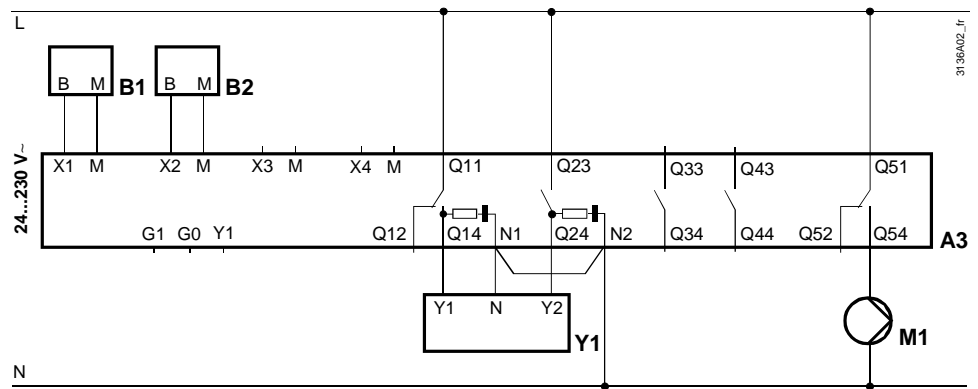 L
3136A02_fr
B M B1
B M B2
24...230 V~
X1 M X2 M X3 M X4 M Q11 Q23 Q33 Q43 Q51
G1 G0 Y1 Q12 Q14 N1 Q24 N2 Q34 Q44 Q52 Q54
A3
Y1 N Y2
Y1
M1
N